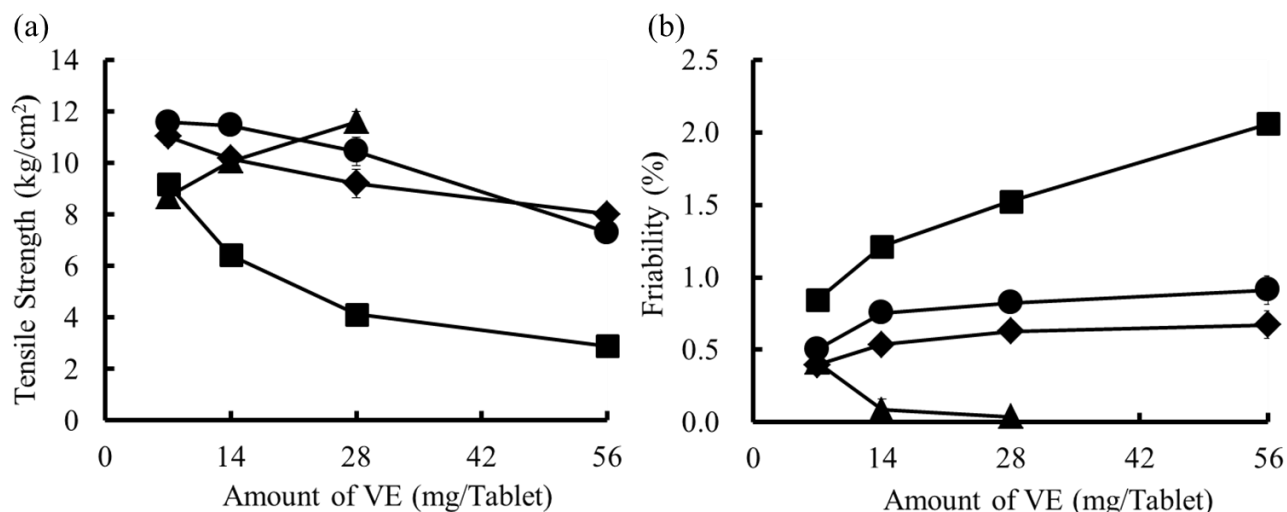 (a)
Tensile Strength (kg/cm²)
14
12
10
8
6
4
2
0
0 14 28 42 56
Amount of VE (mg/Tablet)
(b)
Friability (%)
2.5
2.0
1.5
1.0
0.5
0.0
0 14 28 42 56
Amount of VE (mg/Tablet)